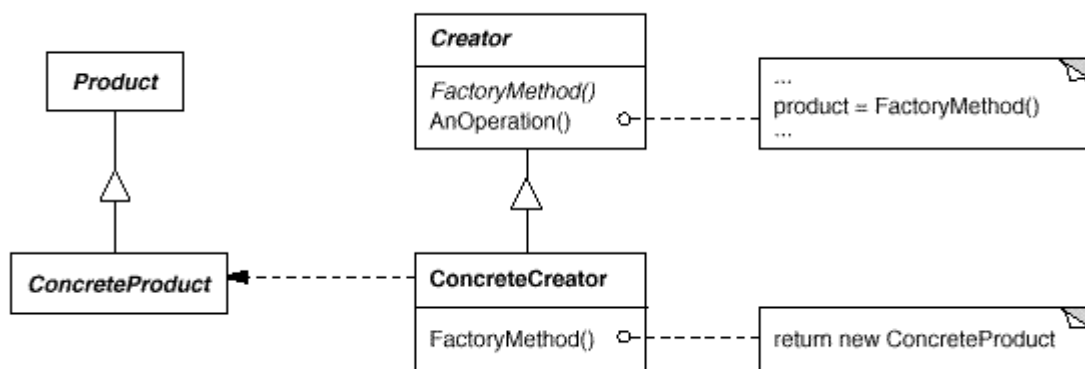 Product
Creator
FactoryMethod()
AnOperation()
...
product = FactoryMethod()
...
ConcreteProduct
ConcreteCreator
FactoryMethod()
return new ConcreteProduct